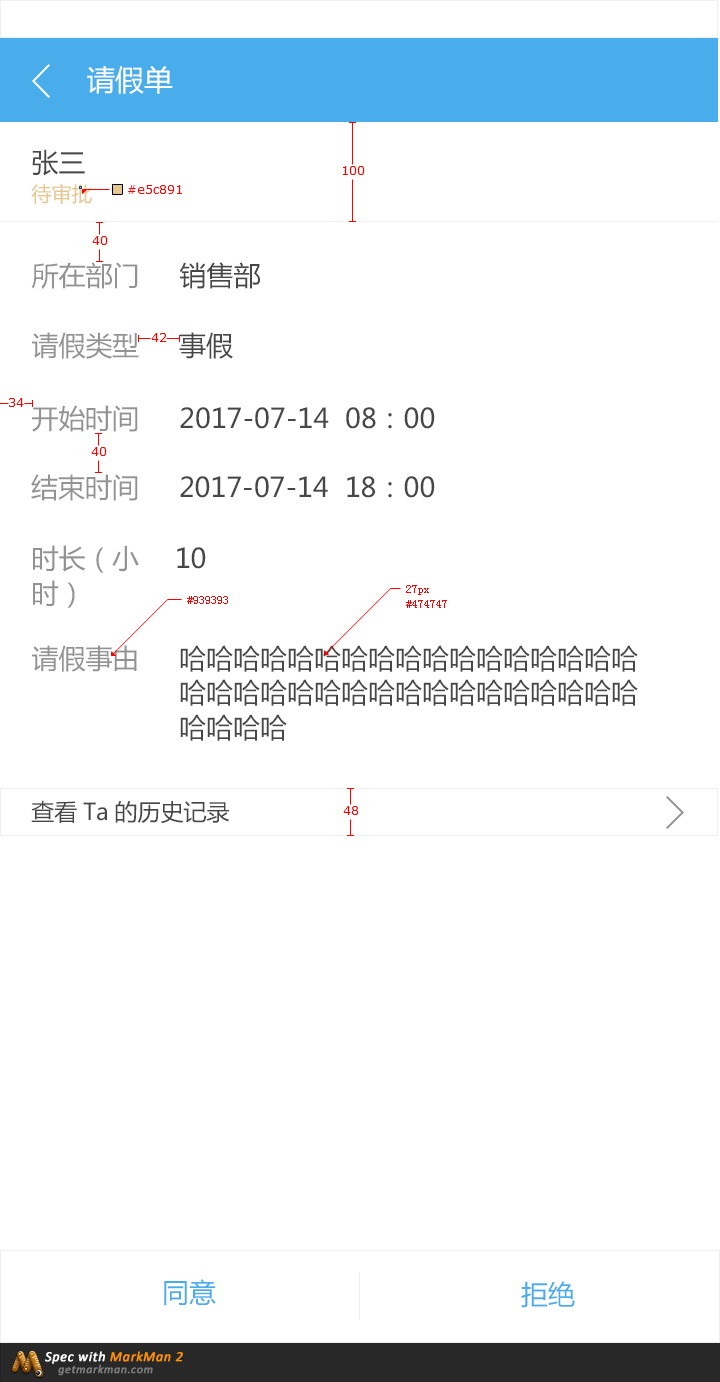 请假单
张三
待审批
#e5c891
100
40
所在部门 销售部
请假类型 42 事假
34
开始时间 2017-07-14 08：00
40
结束时间 2017-07-14 18：00
时长（小 10
时）
#939393
27px
#474747
请假事由 哈哈哈哈哈哈哈哈哈哈哈哈哈哈哈哈哈
哈哈哈哈哈哈哈哈哈哈哈哈哈哈哈哈哈
哈哈哈哈
查看 Ta 的历史记录
48
同意 拒绝
Spec with MarkMan 2
getmarkman.com